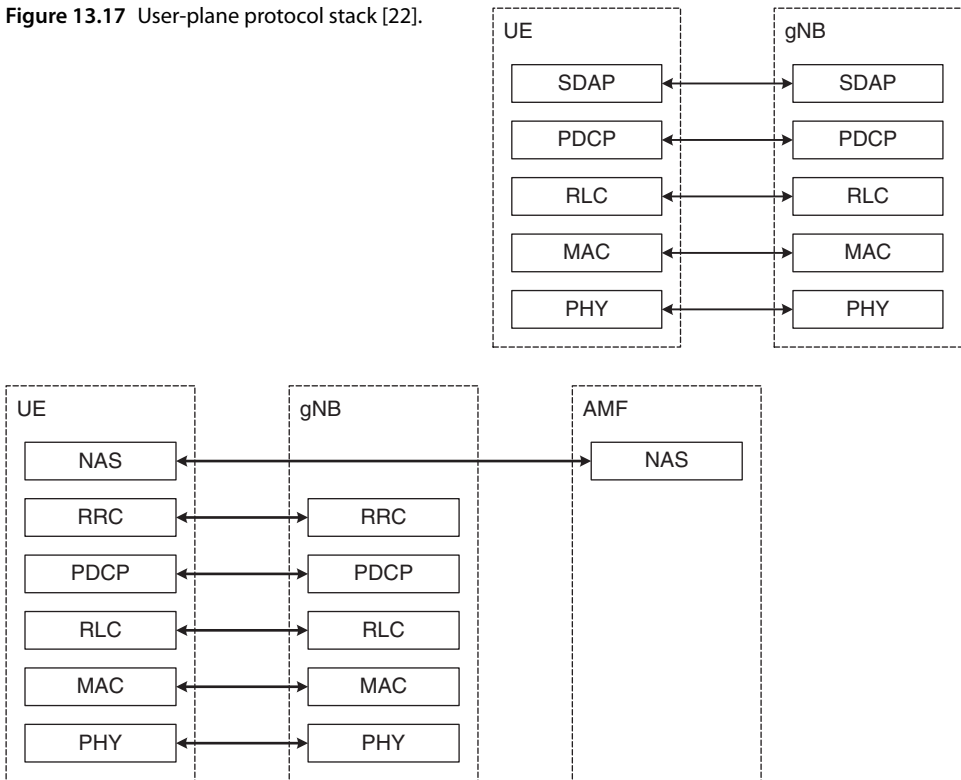 Figure 13.17 User-plane protocol stack [22].
UE gNB
SDAP SDAP
PDCP PDCP
RLC RLC
MAC MAC
PHY PHY
UE gNB AMF
NAS NAS
RRC RRC
PDCP PDCP
RLC RLC
MAC MAC
PHY PHY